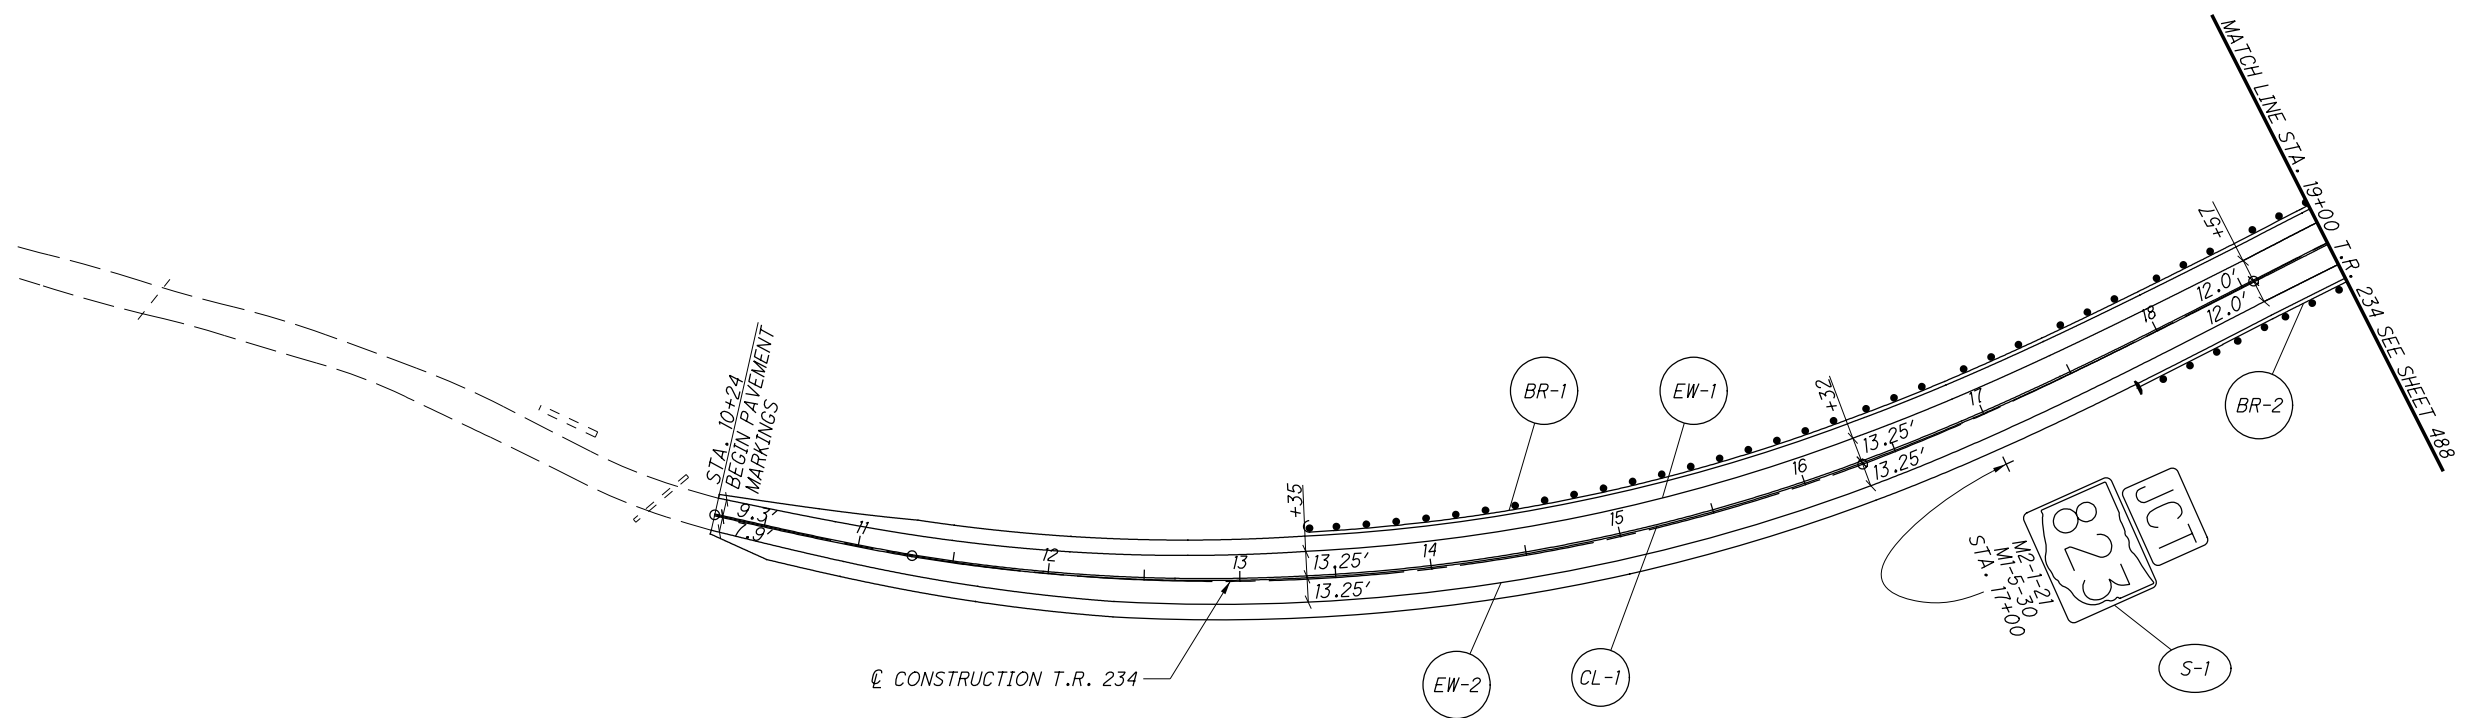 MATCH LINE STA. 19+00 T.R. 234 SEE SHEET 488
STA. 10+24
BEGIN PAVEMENT
MARKINGS
9.3'
7.9'
11
12
13
+35
13.25'
13.25'
14
15
16
+32
13.25'
13.25'
17
18
+57
12.0'
12.0'
BR-1
EW-1
BR-2
JCT
823
M2-1-21
M1-5-30
STA. 17+00
S-1
℄ CONSTRUCTION T.R. 234
EW-2
CL-1